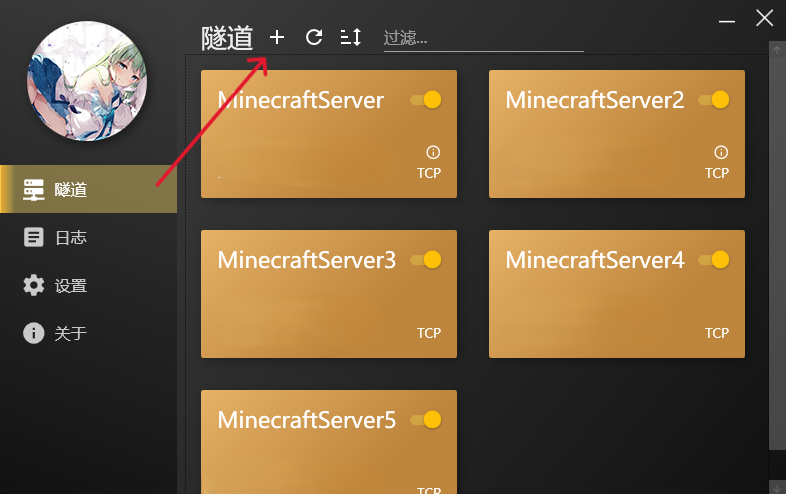 隧道
过滤...
隧道
日志
设置
关于
MinecraftServer
TCP
MinecraftServer2
TCP
MinecraftServer3
TCP
MinecraftServer4
TCP
MinecraftServer5
TCP